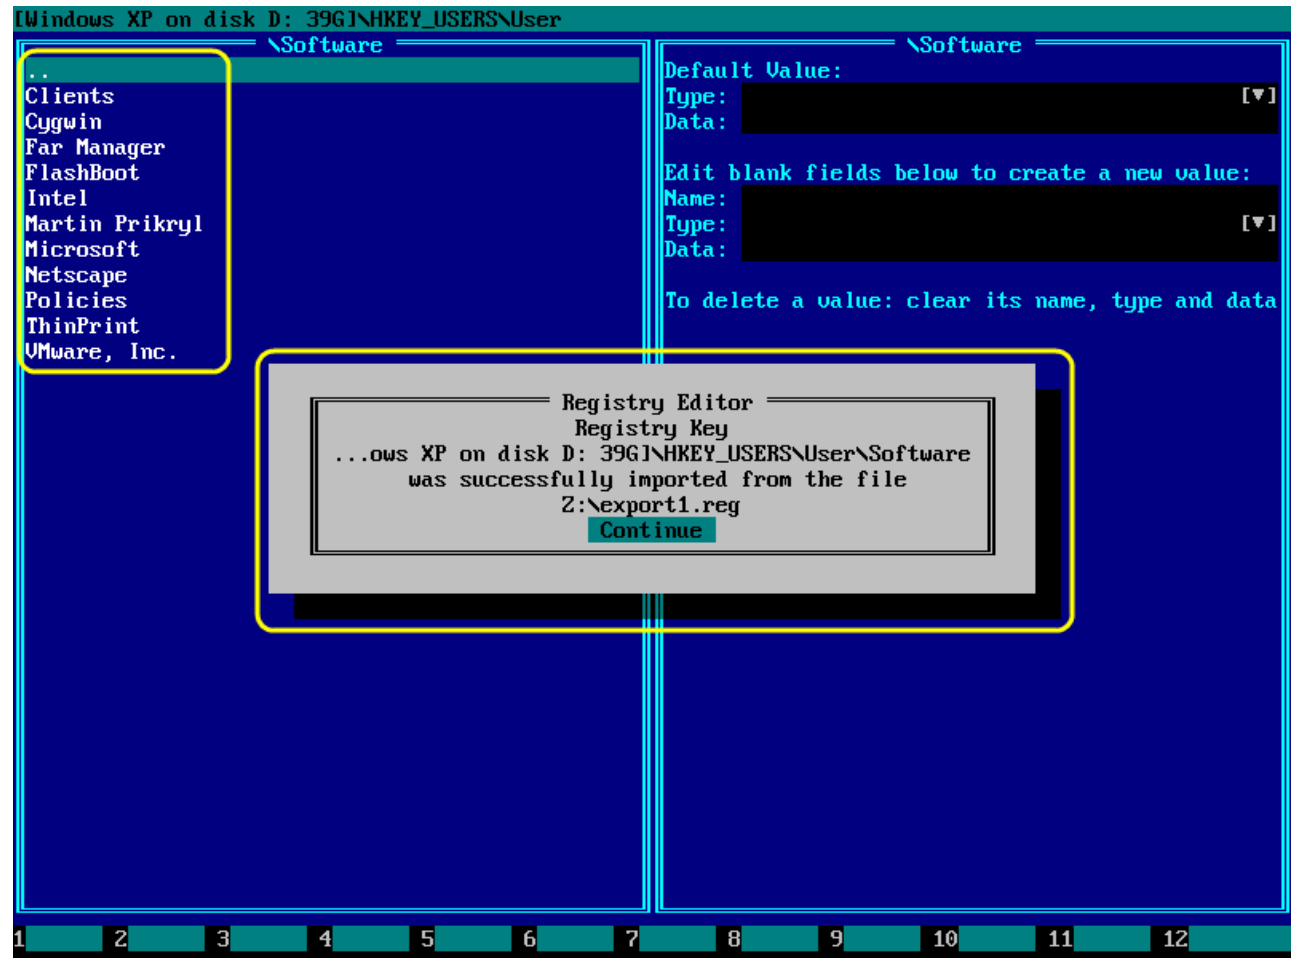 [Windows XP on disk D: 39G]\HKEY_USERS\User
\Software
..
Clients
Cygwin
Far Manager
FlashBoot
Intel
Martin Prikryl
Microsoft
Netscape
Policies
ThinPrint
VMware, Inc.
\Software
Default Value:
Type: [▼]
Data:
Edit blank fields below to create a new value:
Name:
Type: [▼]
Data:
To delete a value: clear its name, type and data
Registry Editor
Registry Key
...ows XP on disk D: 39G]\HKEY_USERS\User\Software
was successfully imported from the file
Z:\export1.reg
Continue
1 2 3 4 5 6 7 8 9 10 11 12